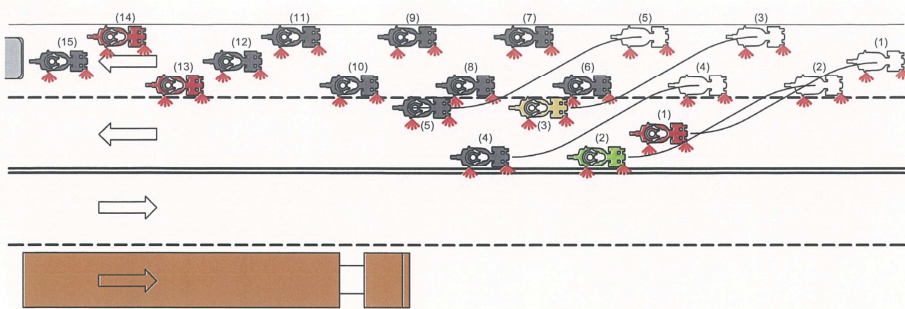 (14) (11) (9) (7) (5) (3)
(15) (12) (1)
(13) (10) (8) (6) (4) (2)
(5) (3) (1)
(4) (2)